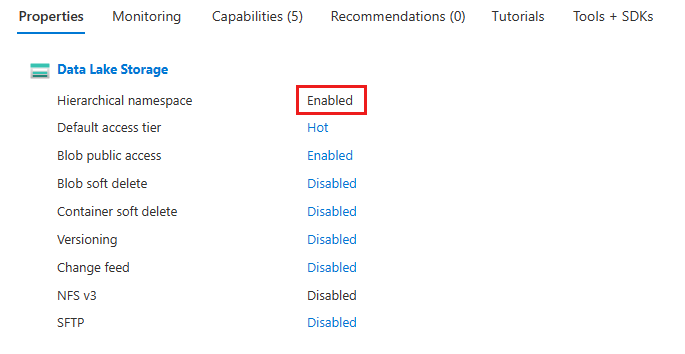 Properties Monitoring Capabilities (5) Recommendations (0) Tutorials Tools + SDKs
Data Lake Storage
Hierarchical namespace Enabled
Default access tier Hot
Blob public access Enabled
Blob soft delete Disabled
Container soft delete Disabled
Versioning Disabled
Change feed Disabled
NFS v3 Disabled
SFTP Disabled